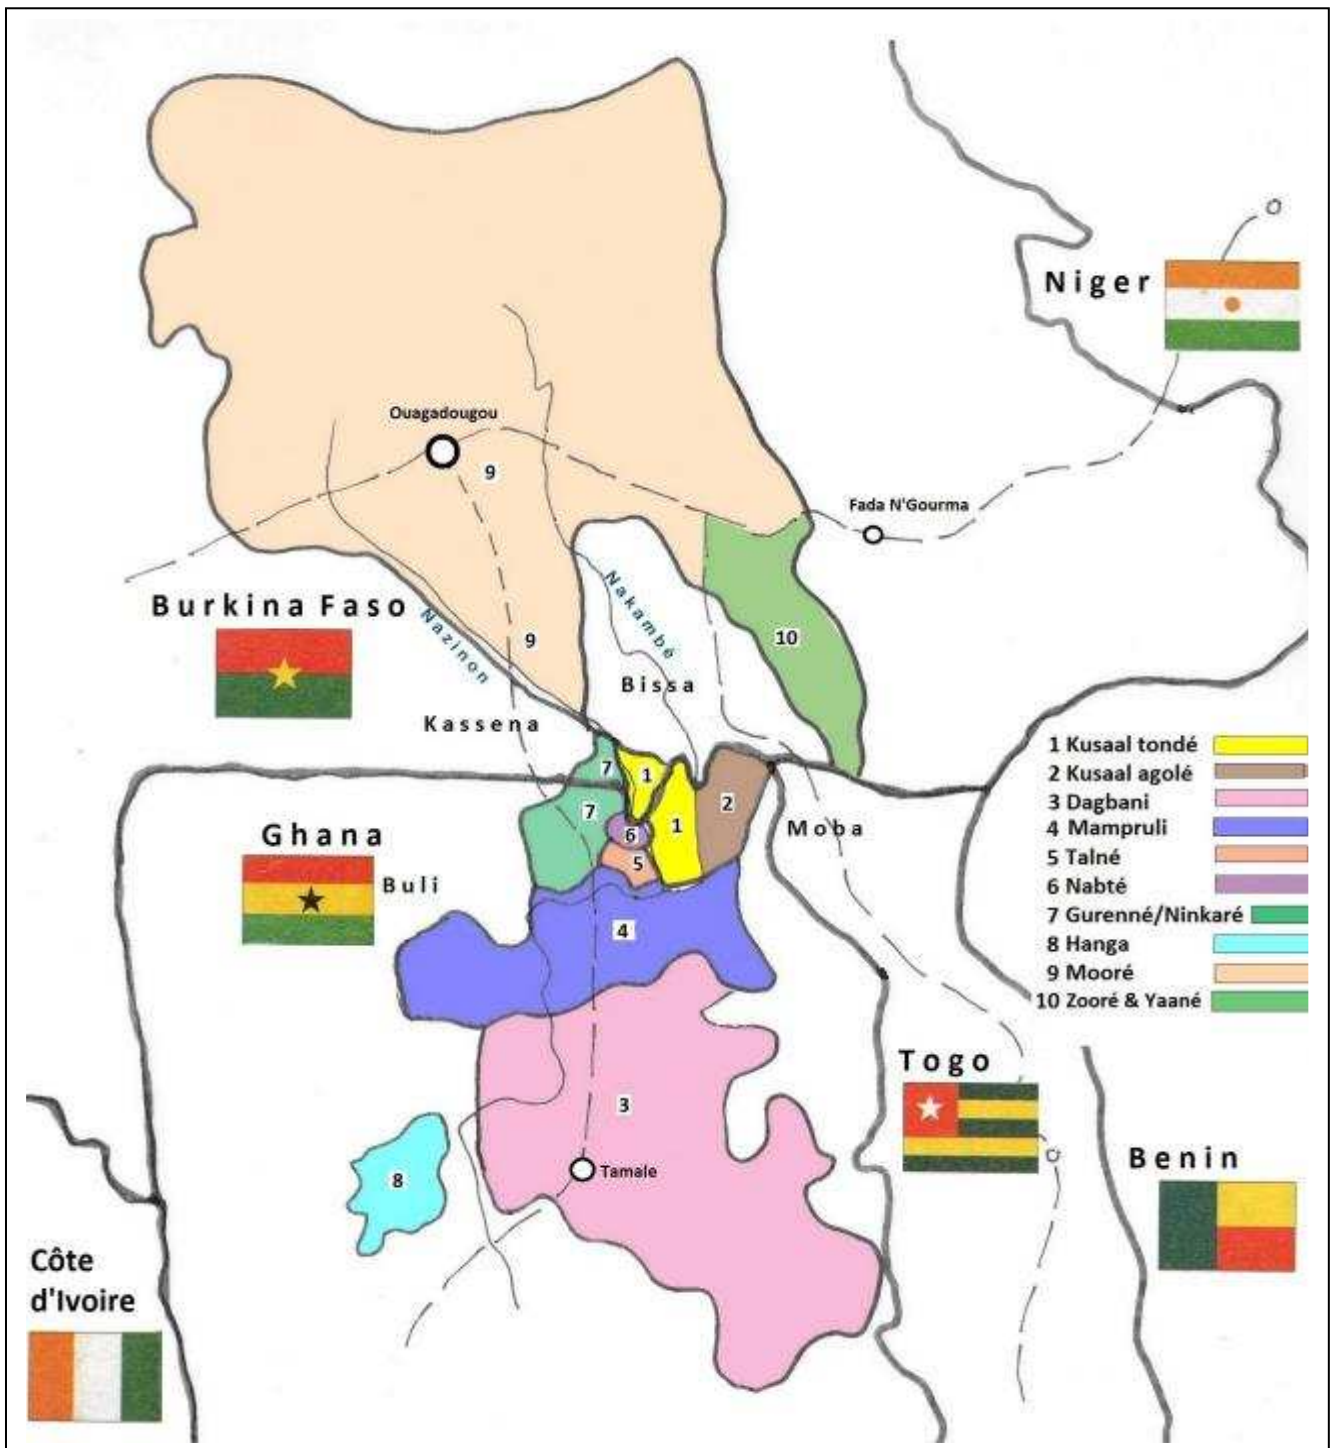 Niger
Ouagadougou
9
Fada N'Gourma
Burkina Faso
Nazinon
9
Nakambé
10
Bissa
Kassena
7
1
7
1
2
6
5
Moba
Ghana
Buli
4
1 Kusaal tondé
2 Kusaal agolé
3 Dagbani
4 Mampruli
5 Talné
6 Nabté
7 Gurenné/Ninkaré
8 Hanga
9 Mooré
10 Zooré & Yaané
Togo
3
8
Tamale
Benin
Côte
d'Ivoire